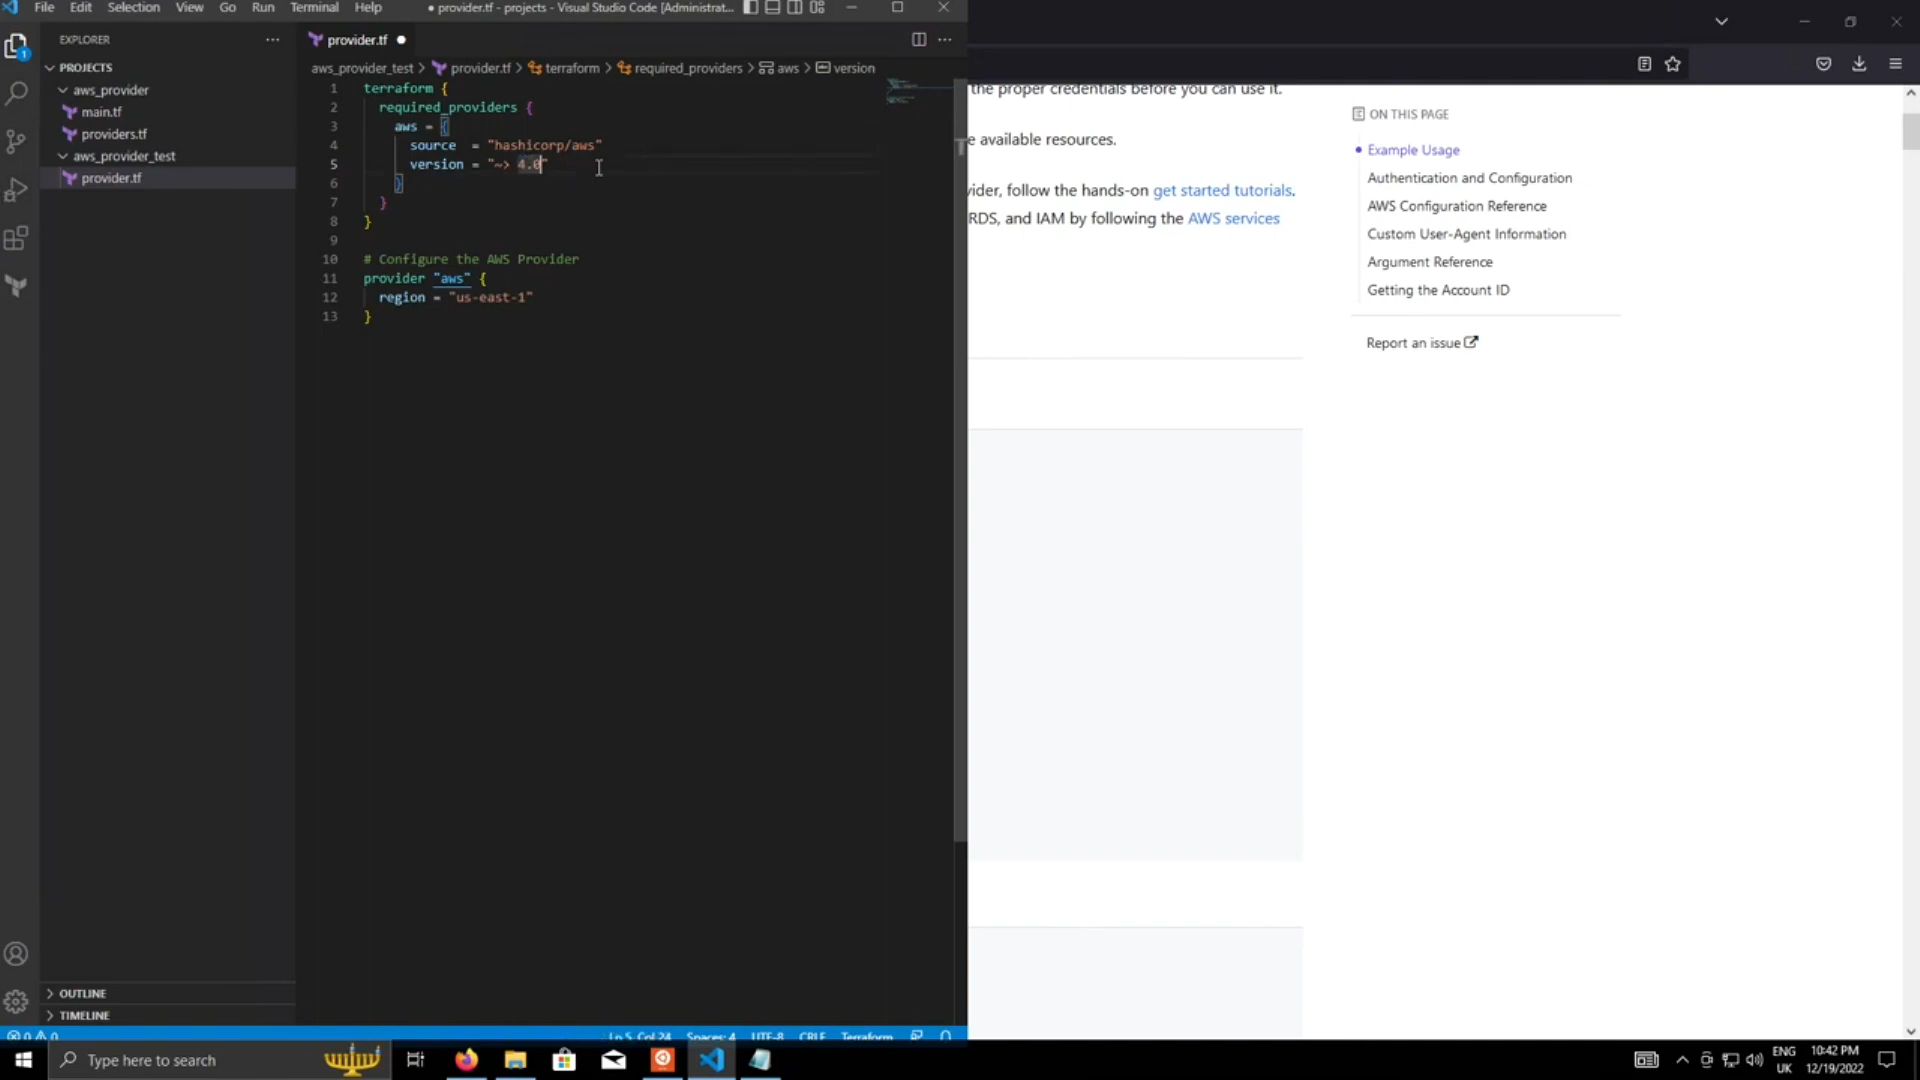 File Edit Selection View Go Run Terminal Help
● provider.tf - projects - Visual Studio Code [Administrat...
EXPLORER
PROJECTS
aws_provider
main.tf
providers.tf
aws_provider_test
provider.tf
OUTLINE
TIMELINE
provider.tf
aws_provider_test > provider.tf > terraform > required_providers > aws > version
1 terraform {
2 required_providers {
3 aws = {
4 source = "hashicorp/aws"
5 version = "~> 4.0"
6 }
7 }
8 }
9
10 # Configure the AWS Provider
11 provider "aws" {
12 region = "us-east-1"
13 }
0 0 Ln 5, Col 24 Spaces: 4 UTF-8 CRLF Terraform
the proper credentials before you can use it.
e available resources.
vider, follow the hands-on get started tutorials.
RDS, and IAM by following the AWS services
ON THIS PAGE
Example Usage
Authentication and Configuration
AWS Configuration Reference
Custom User-Agent Information
Argument Reference
Getting the Account ID
Report an issue
Type here to search
ENG
UK
10:42 PM
12/19/2022